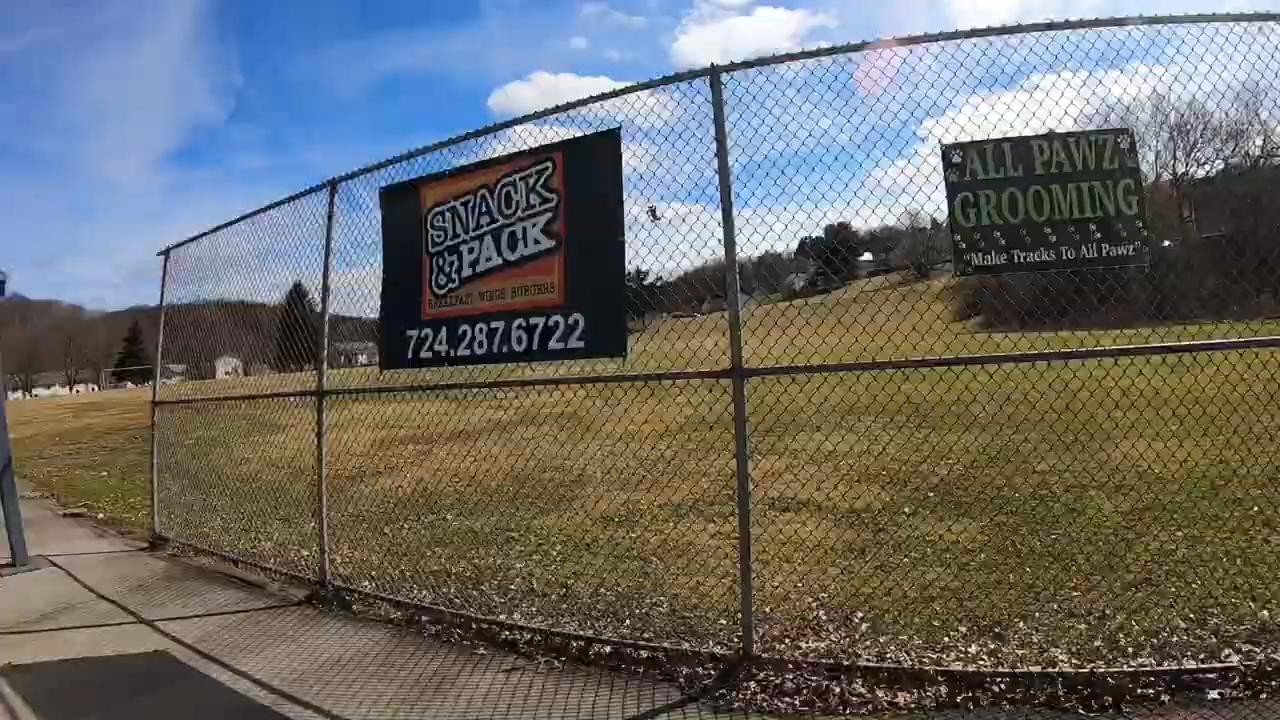 SNACK
& PACK
BREAKFAST WINGS BURGERS
724.287.6722
ALL PAWZ
GROOMING
"Make Tracks To All Pawz"